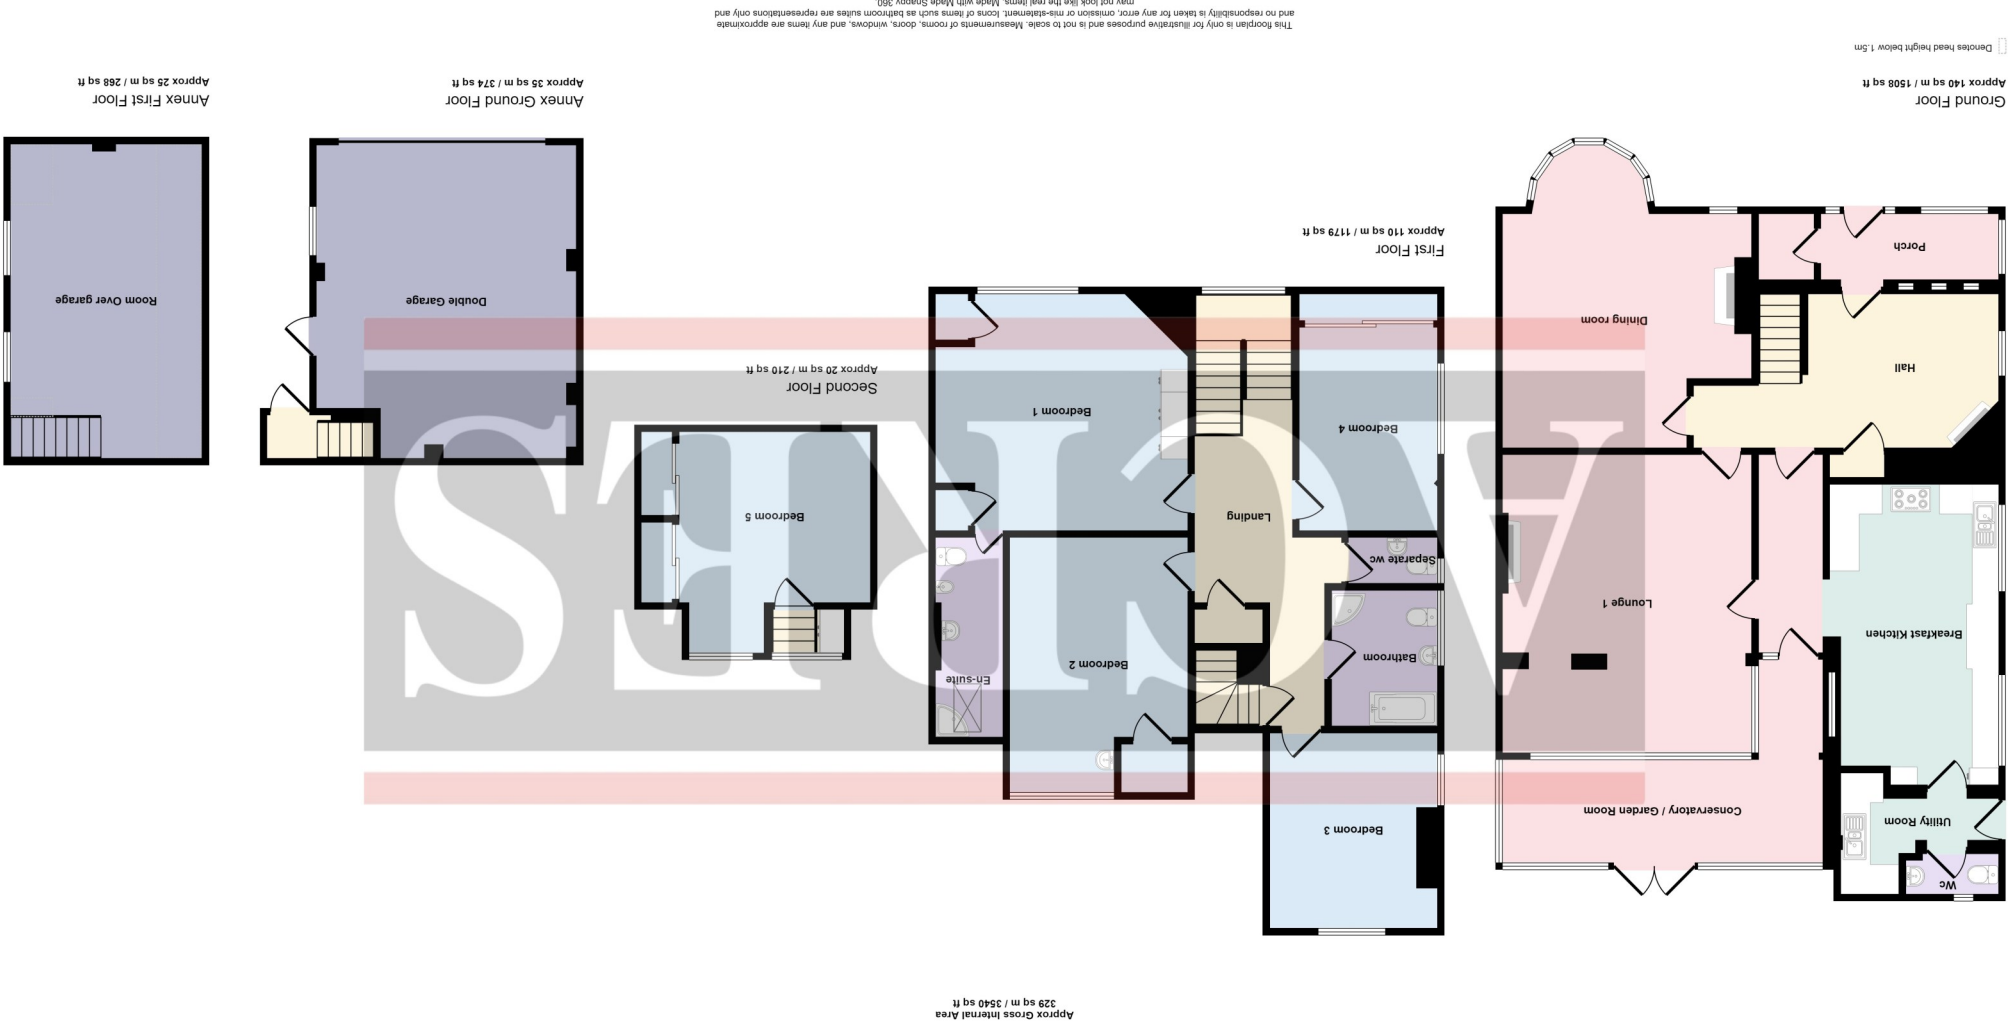 Approx Gross Internal Area
329 sq m / 3540 sq ft
Wc
Utility Room
Breakfast Kitchen
Conservatory / Garden Room
Lounge 1
Hall
Dining room
Porch
Ground Floor
Approx 140 sq m / 1508 sq ft
Denotes head height below 1.5m
Bedroom 3
Bathroom
Separate wc
Bedroom 2
En-suite
Landing
Bedroom 4
Bedroom 1
First Floor
Approx 110 sq m / 1179 sq ft
Bedroom 5
Second Floor
Approx 20 sq m / 210 sq ft
Double Garage
Annex Ground Floor
Approx 35 sq m / 374 sq ft
Room Over garage
Annex First Floor
Approx 25 sq m / 268 sq ft
This floorplan is only for illustrative purposes and is not to scale. Measurements of rooms, doors, windows, and any items are approximate
and no responsibility is taken for any error, omission or mis-statement. Icons of items such as bathroom suites are representations only and
may not look like the real items. Made with Made Snappy 360.
ACRES